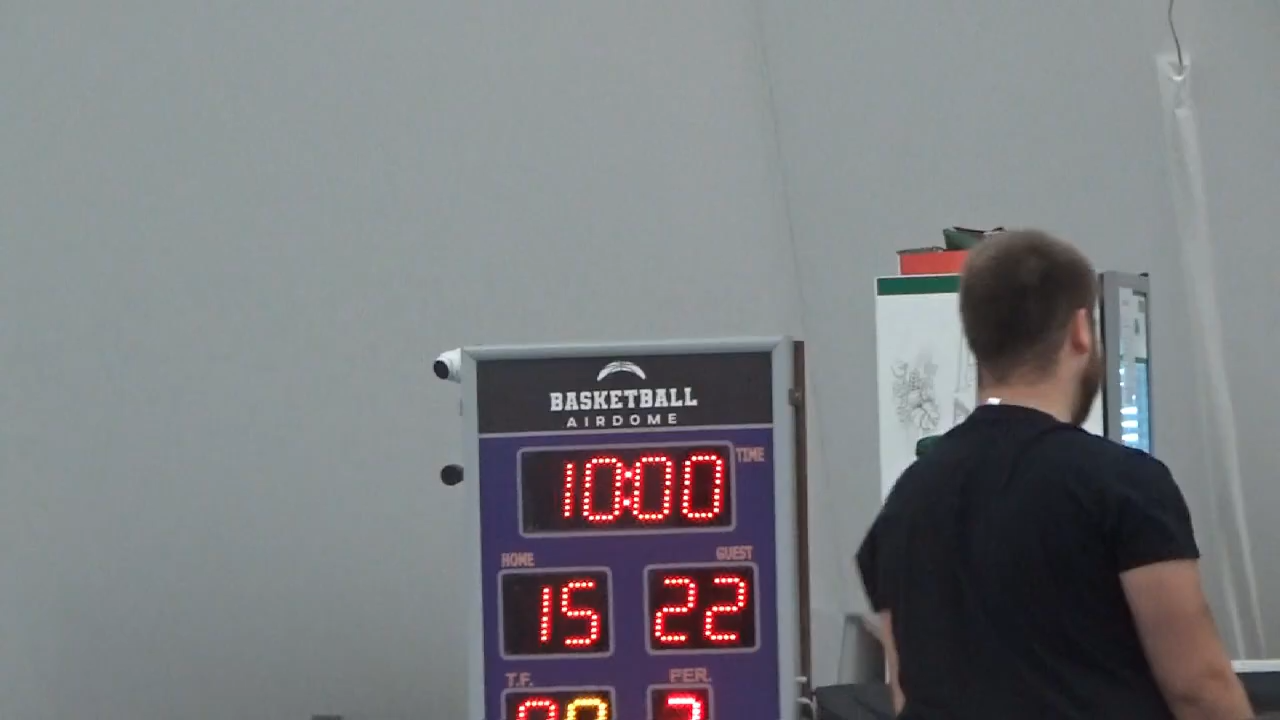 BASKETBALL
AIRDOME
TIME
10:00
HOME GUEST
15 22
T.F. PER.